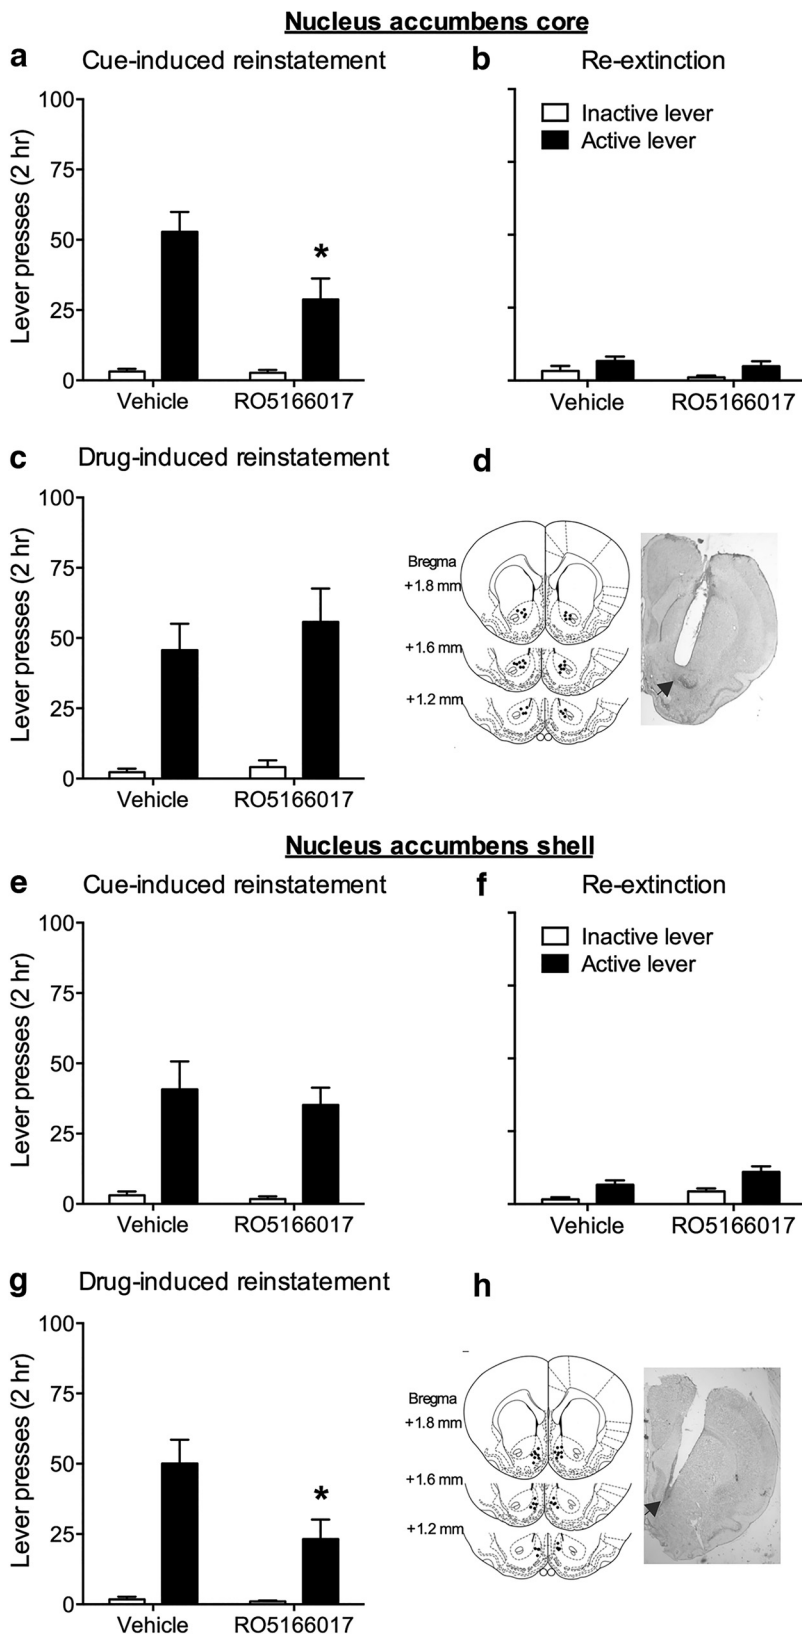 Nucleus accumbens core
a
Cue-induced reinstatement
b
Re-extinction
Lever presses (2 hr)
100
75
50
25
0
*
Vehicle
RO5166017
Inactive lever
Active lever
Vehicle
RO5166017
c
Drug-induced reinstatement
d
Lever presses (2 hr)
100
75
50
25
0
Vehicle
RO5166017
Bregma
+1.8 mm
+1.6 mm
+1.2 mm
Nucleus accumbens shell
e
Cue-induced reinstatement
f
Re-extinction
Lever presses (2 hr)
100
75
50
25
0
Vehicle
RO5166017
Inactive lever
Active lever
Vehicle
RO5166017
g
Drug-induced reinstatement
h
Lever presses (2 hr)
100
75
50
25
0
*
Vehicle
RO5166017
Bregma
+1.8 mm
+1.6 mm
+1.2 mm